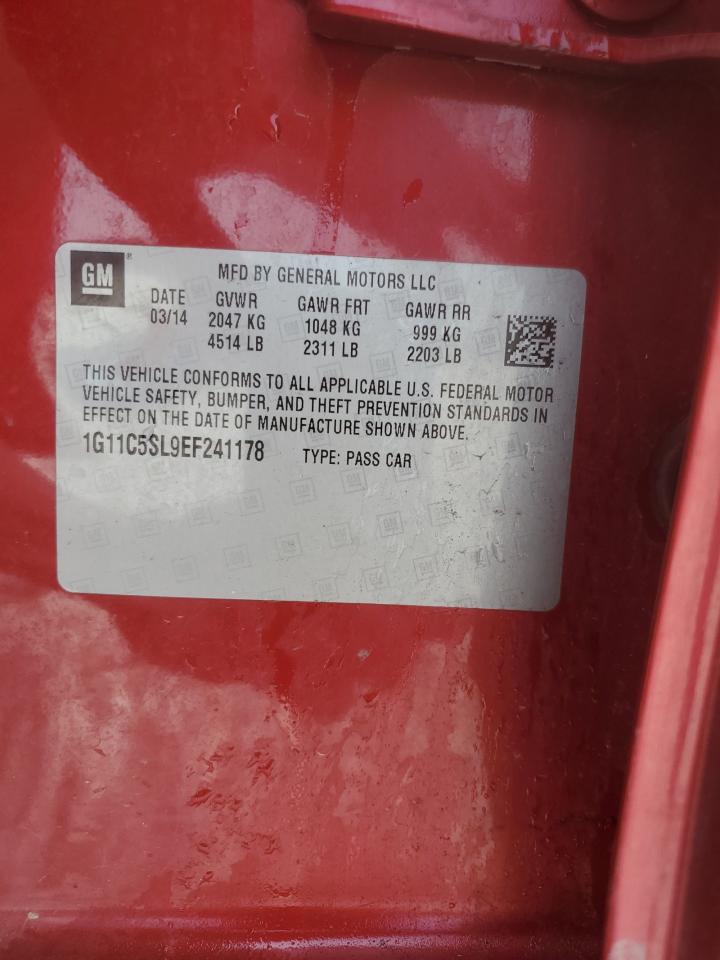 GM ® MFD BY GENERAL MOTORS LLC
DATE GVWR GAWR FRT GAWR RR
03/14 2047 KG 1048 KG 999 KG
4514 LB 2311 LB 2203 LB
THIS VEHICLE CONFORMS TO ALL APPLICABLE U.S. FEDERAL MOTOR
VEHICLE SAFETY, BUMPER, AND THEFT PREVENTION STANDARDS IN
EFFECT ON THE DATE OF MANUFACTURE SHOWN ABOVE.
1G11C5SL9EF241178 TYPE: PASS CAR